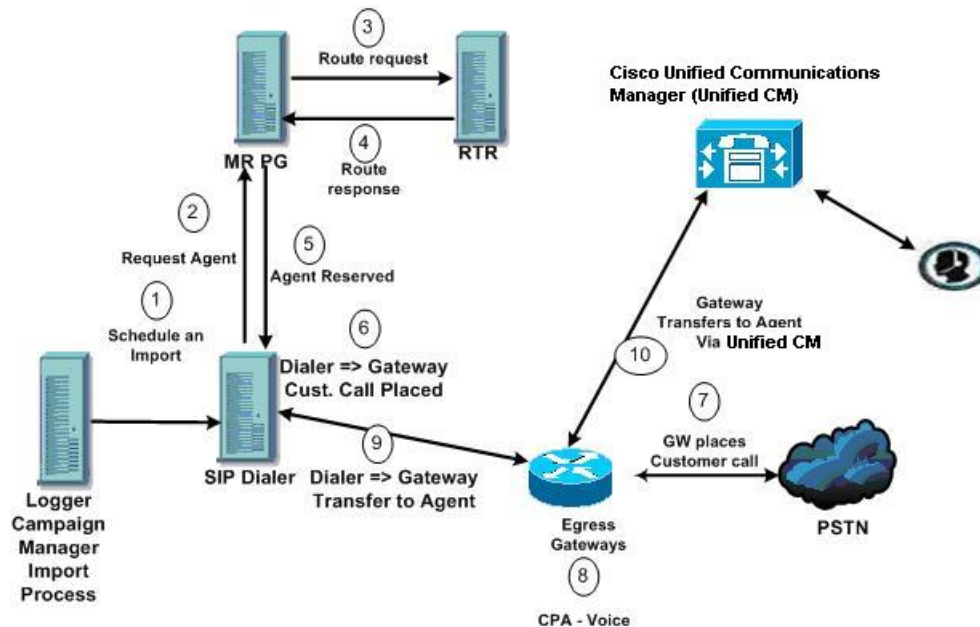 3
Route request
Cisco Unified Communications
Manager (Unified CM)
4
Route
response
MR PG
RTR
2
Request Agent
5
Agent Reserved
1
Schedule an
Import
6
Dialer => Gateway
Cust. Call Placed
Gateway
Transfers to Agent
Via Unified CM
10
7
GW places
Customer call
9
Dialer => Gateway
Transfer to Agent
SIP Dialer
Logger
Campaign
Manager
Import
Process
Egress
Gateways
8
CPA - Voice
PSTN